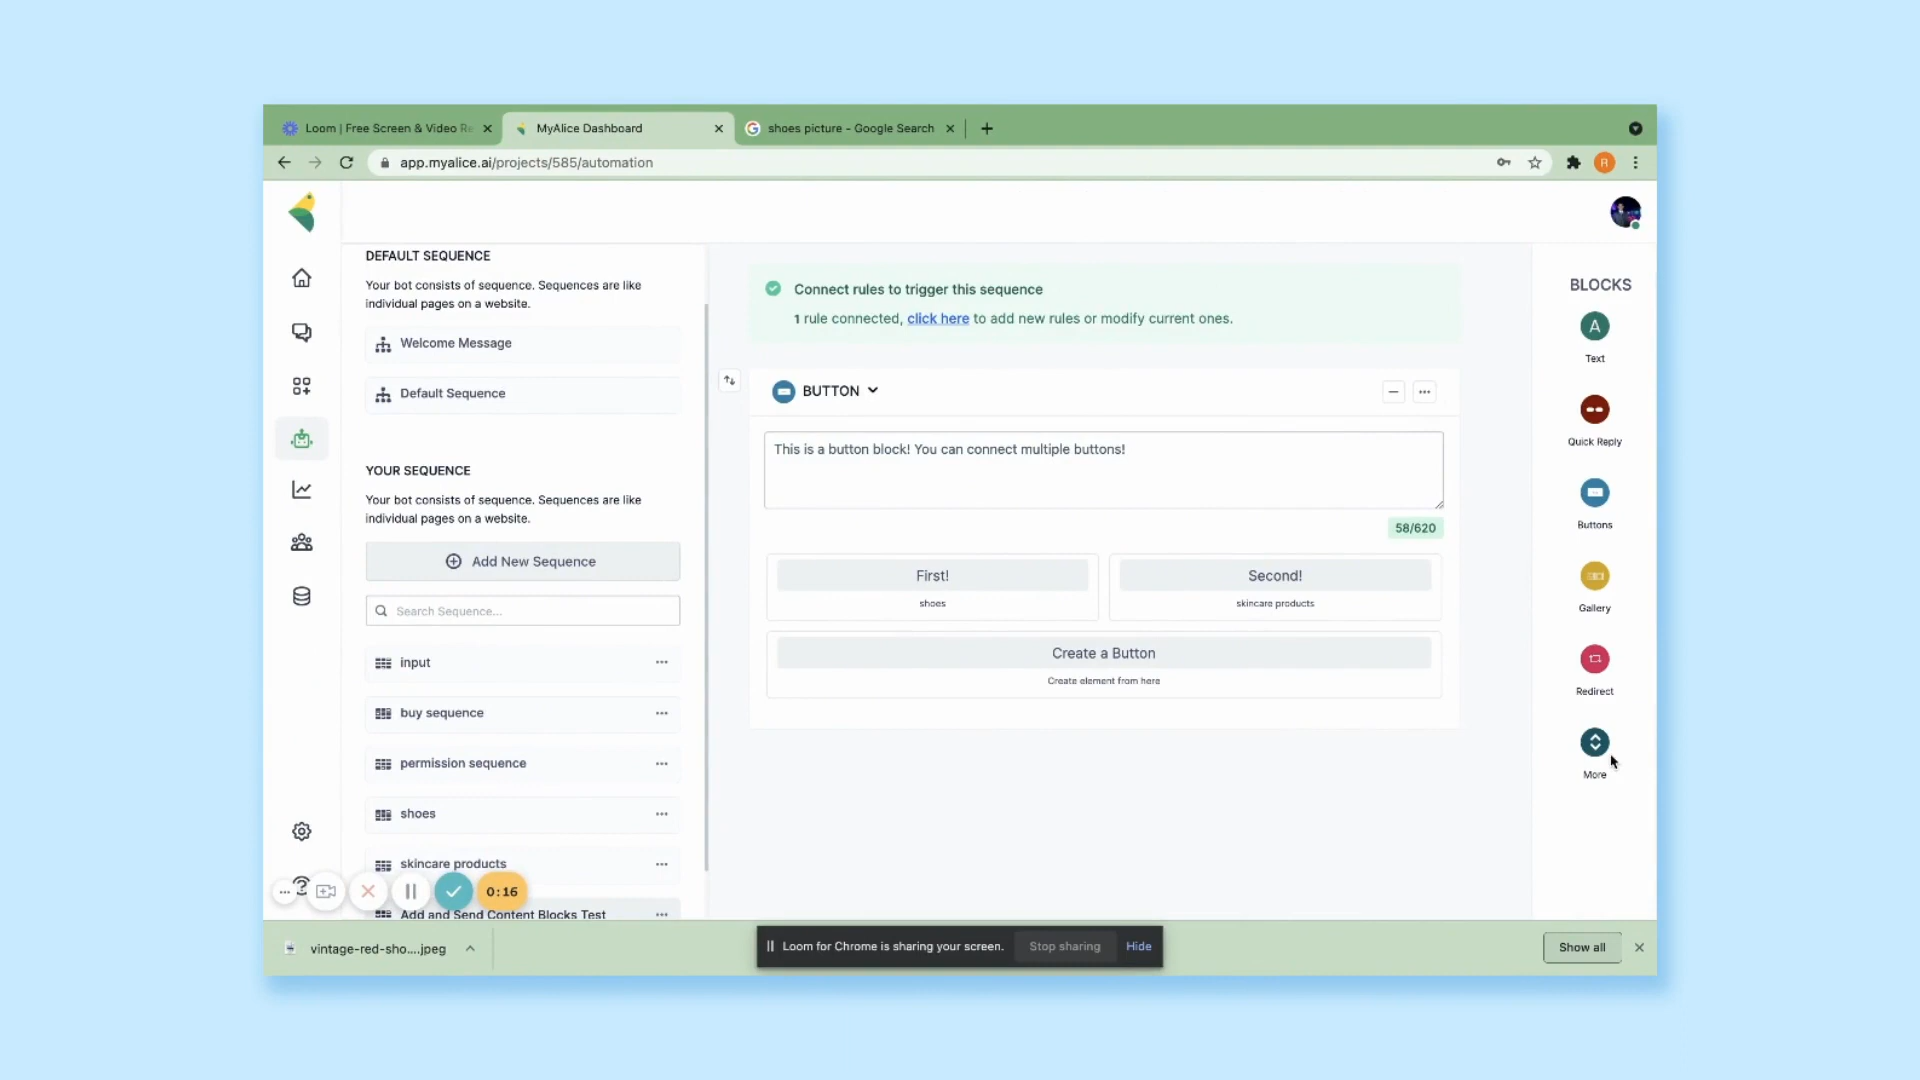 Loom | Free Screen & Video Re
MyAlice Dashboard
shoes picture - Google Search
app.myalice.ai/projects/585/automation
R
DEFAULT SEQUENCE
Your bot consists of sequence. Sequences are like
individual pages on a website.
Welcome Message
Default Sequence
YOUR SEQUENCE
Your bot consists of sequence. Sequences are like
individual pages on a website.
Add New Sequence
Search Sequence...
input
buy sequence
permission sequence
shoes
skincare products
Add and Send Content Blocks Test
0:16
Connect rules to trigger this sequence
1 rule connected, click here to add new rules or modify current ones.
BUTTON
This is a button block! You can connect multiple buttons!
58/620
First!
shoes
Second!
skincare products
Create a Button
Create element from here
BLOCKS
A
Text
Quick Reply
Buttons
Gallery
Redirect
More
vintage-red-sho....jpeg
Loom for Chrome is sharing your screen.
Stop sharing
Hide
Show all